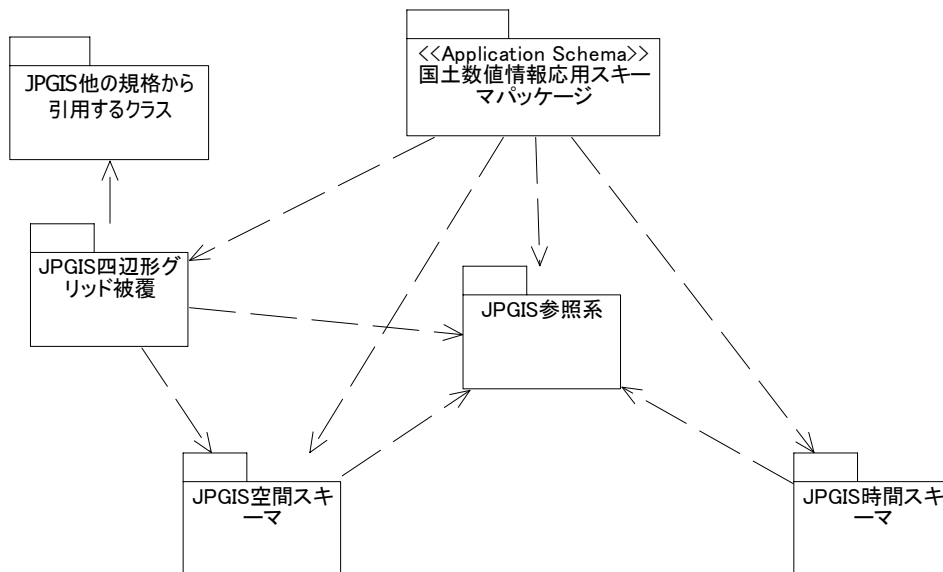 <<Application Schema>>
国土数値情報応用スキー
マパッケージ
JPGIS他の規格から
引用するクラス
JPGIS四辺形グ
リッド被覆
JPGIS参照系
JPGIS空間スキ
ーマ
JPGIS時間スキ
ーマ